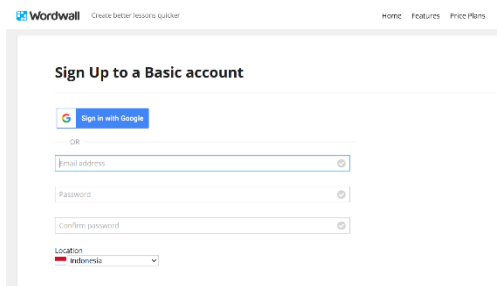 Wordwall Create better lessons quicker Home Features Price Plans
Sign Up to a Basic account
G Sign in with Google
OR
Email address
Password
Confirm password
Location
Indonesia